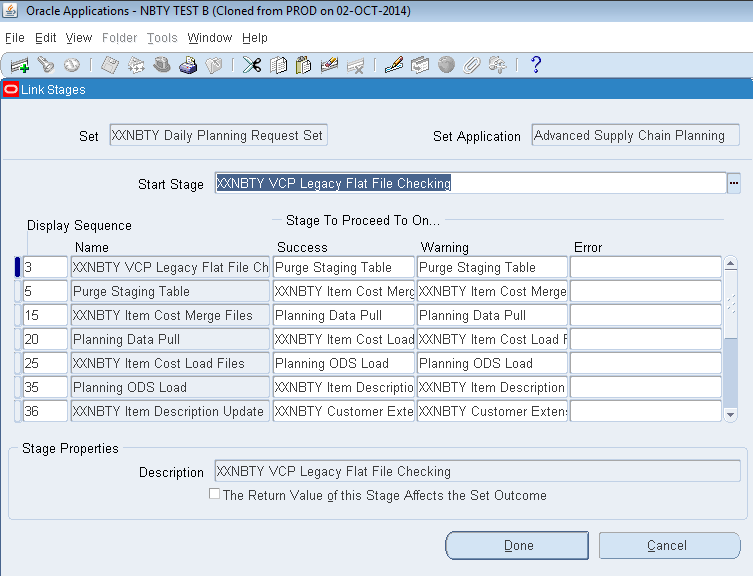 Oracle Applications - NBTY TEST B (Cloned from PROD on 02-OCT-2014)
File Edit View Folder Tools Window Help
Link Stages
Set XXNBTY Daily Planning Request Set Set Application Advanced Supply Chain Planning
Start Stage XXNBTY VCP Legacy Flat File Checking
Display Sequence Stage To Proceed To On...
Name Success Warning Error
3 XXNBTY VCP Legacy Flat File Ch Purge Staging Table Purge Staging Table
5 Purge Staging Table XXNBTY Item Cost Merg XXNBTY Item Cost Merge
15 XXNBTY Item Cost Merge Files Planning Data Pull Planning Data Pull
20 Planning Data Pull XXNBTY Item Cost Load XXNBTY Item Cost Load F
25 XXNBTY Item Cost Load Files Planning ODS Load Planning ODS Load
35 Planning ODS Load XXNBTY Item Descriptio XXNBTY Item Description
36 XXNBTY Item Description Update XXNBTY Customer Exte XXNBTY Customer Exten
Stage Properties
Description XXNBTY VCP Legacy Flat File Checking
The Return Value of this Stage Affects the Set Outcome
Done Cancel